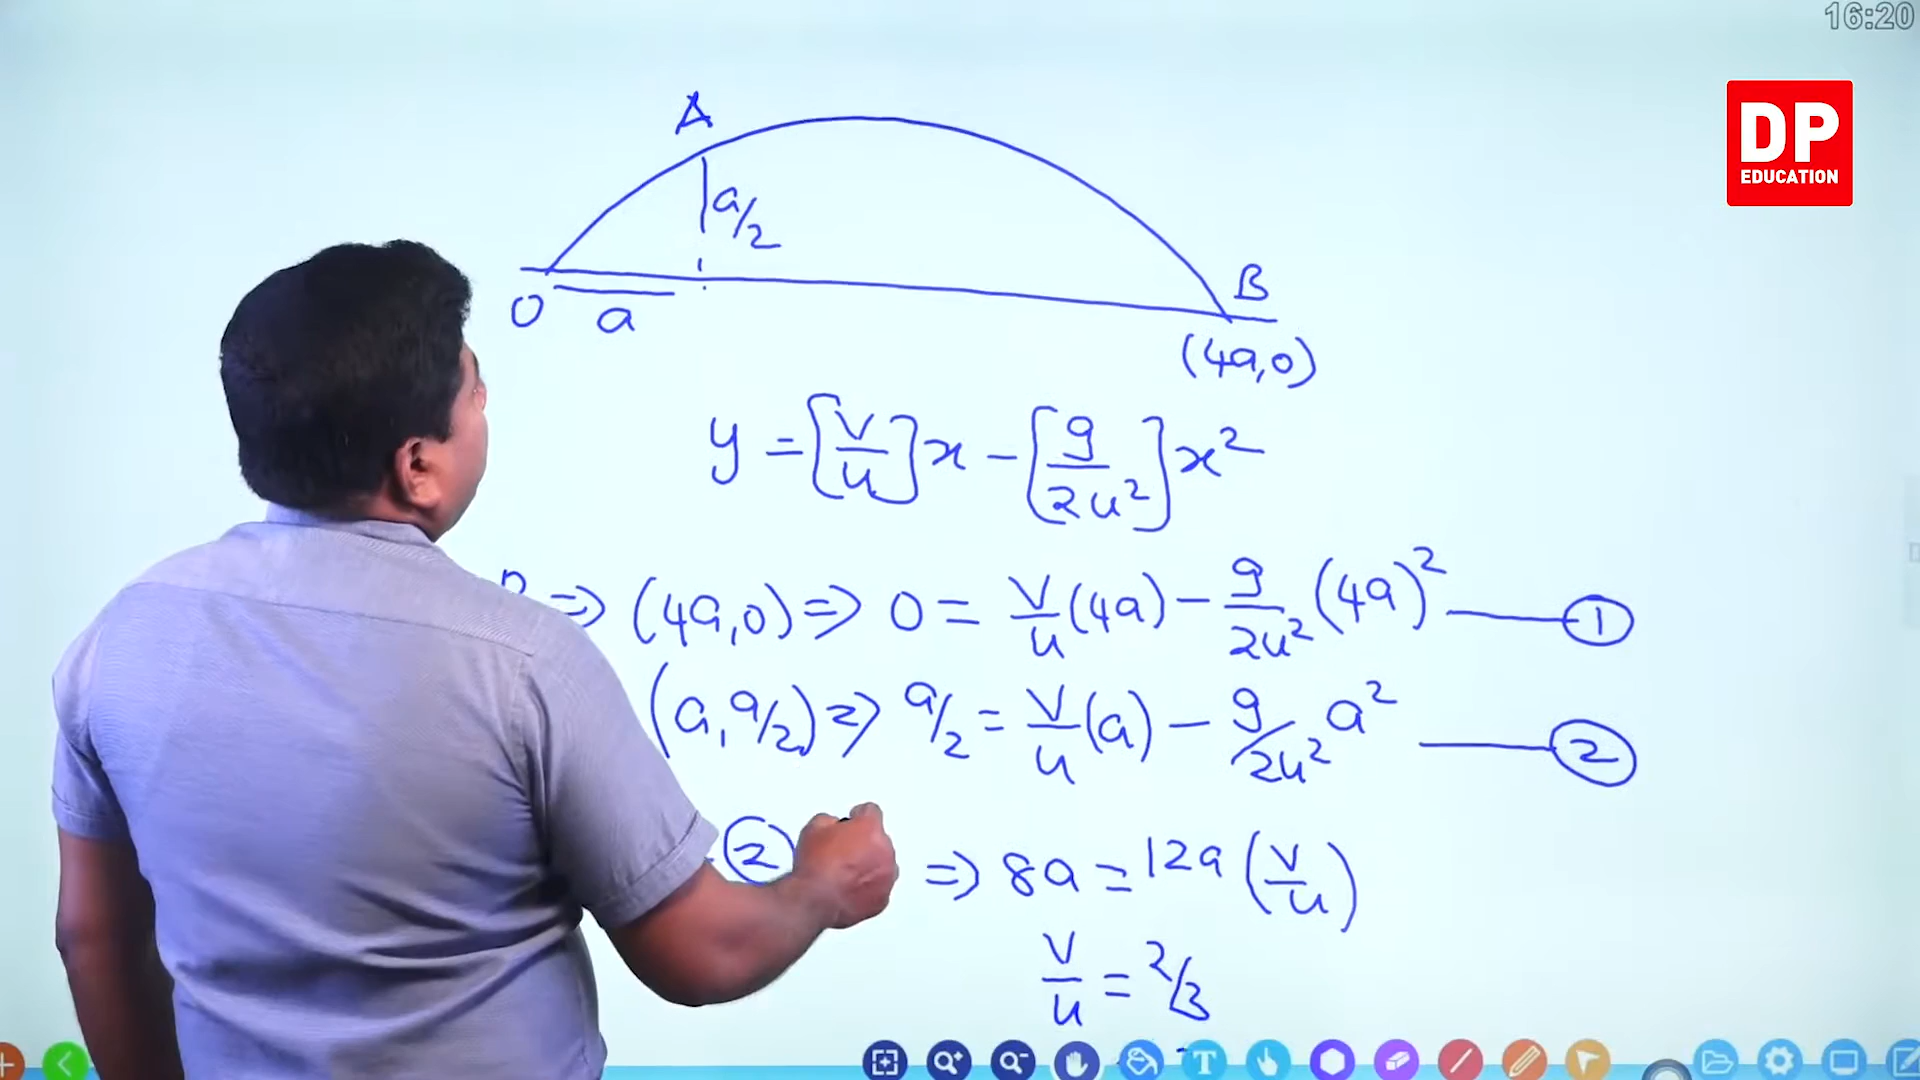 16:20
DP
EDUCATION
A
a/2
O
a
B
(4a,0)
y = [v/u]x - [g/2u²]x²
⇒ (4a,0) ⇒ 0 = v/u(4a) - g/2u²(4a)² — ①
(a,a/2) ⇒ a/2 = v/u(a) - g/2u² a² — ②
② ⇒ 8a = 12a(v/u)
v/u = 2/3
T